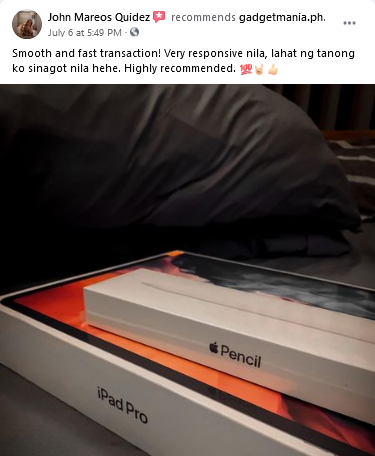 John Mareos Quidez recommends gadgetmania.ph.
July 6 at 5:49 PM ·
Smooth and fast transaction! Very responsive nila, lahat ng tanong
ko sinagot nila hehe. Highly recommended. 💯🤘🏻👍🏻
Pencil
iPad Pro